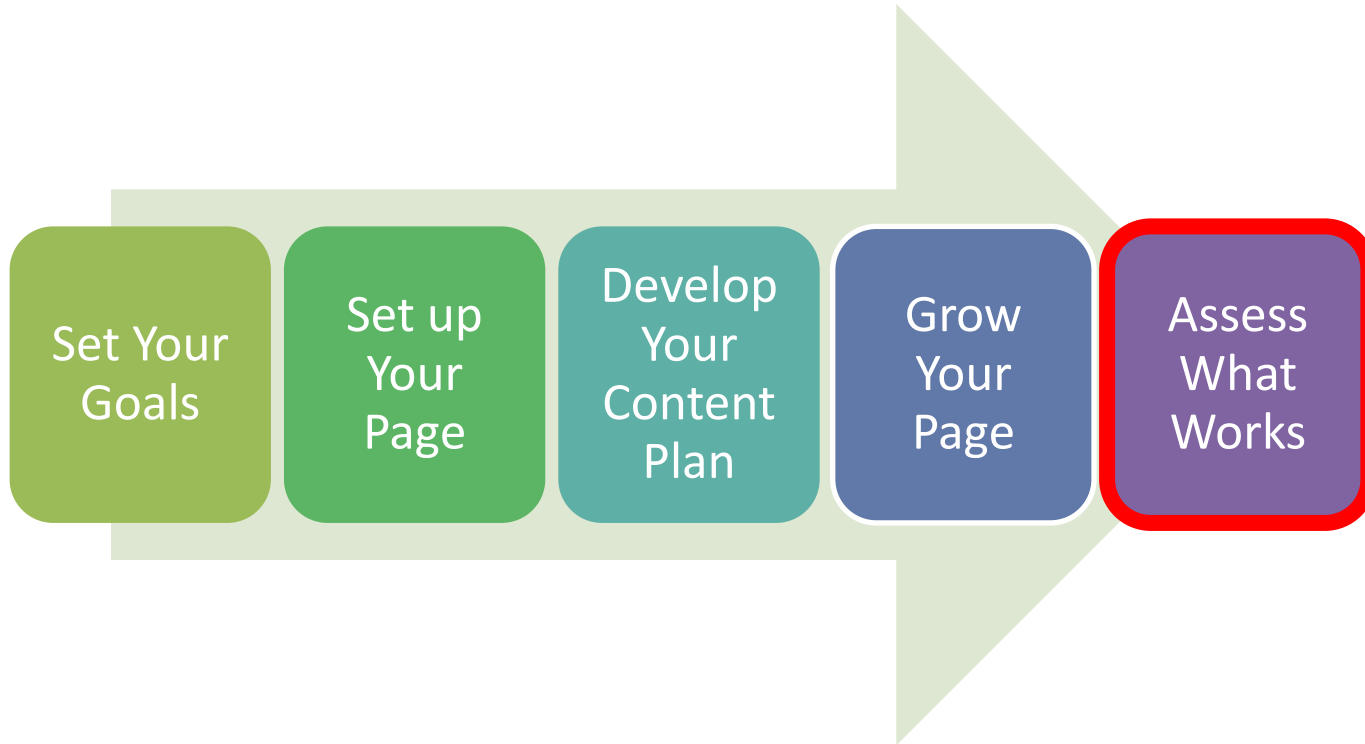 Set Your
Goals
Set up
Your
Page
Develop
Your
Content
Plan
Grow
Your
Page
Assess
What
Works